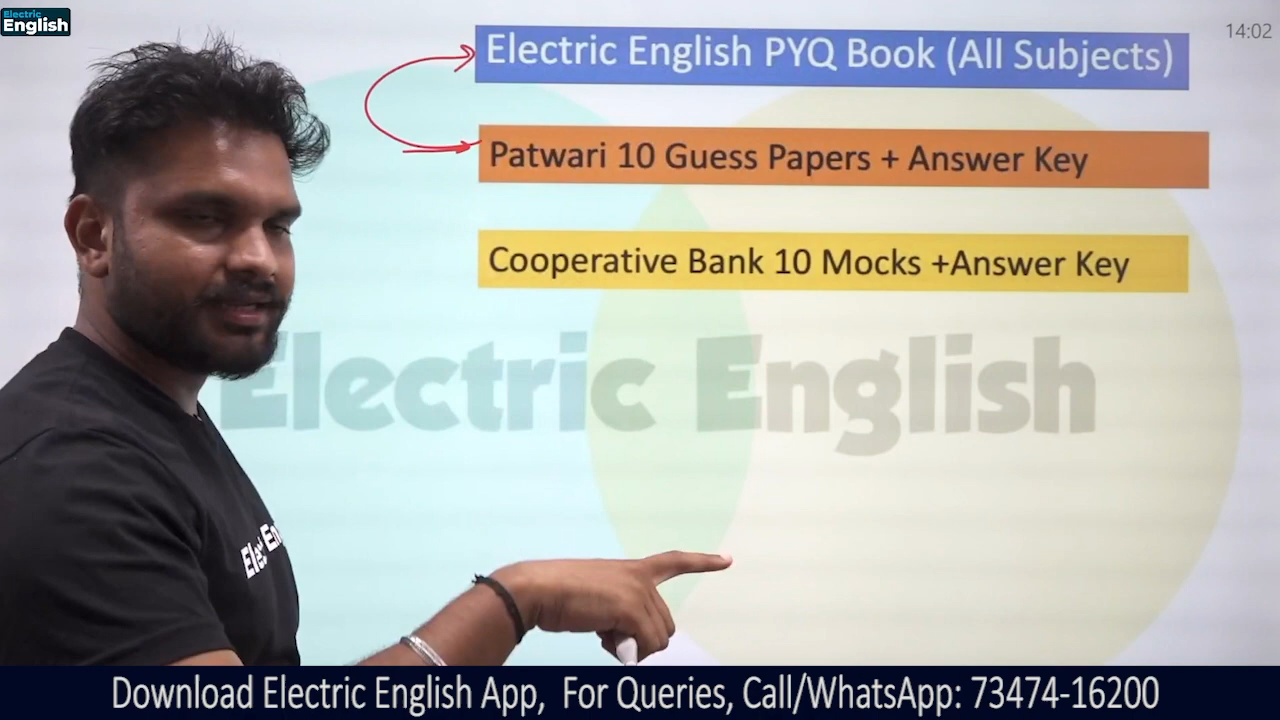 Electric
English
14:02
Electric English PYQ Book (All Subjects)
Patwari 10 Guess Papers + Answer Key
Cooperative Bank 10 Mocks +Answer Key
Electric English
Download Electric English App, For Queries, Call/WhatsApp: 73474-16200